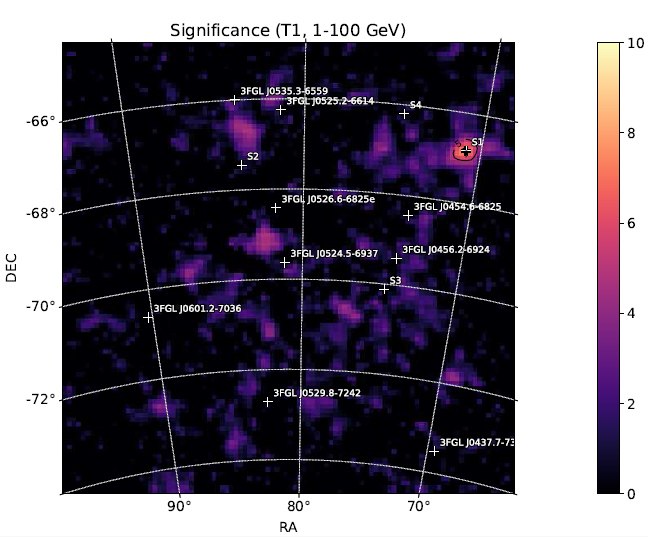 Significance (T1, 1-100 GeV)
10
3FGL J0535.3-6559
3FGL J0525.2-6614
S4
-66°
S1
8
S2
3FGL J0526.6-6825e
3FGL J0454.6-6825
-68°
6
3FGL J0524.5-6937
3FGL J0456.2-6924
DEC
S3
-70°
3FGL J0601.2-7036
4
-72°
3FGL J0529.8-7242
2
3FGL J0437.7-73
0
90°
80°
70°
RA